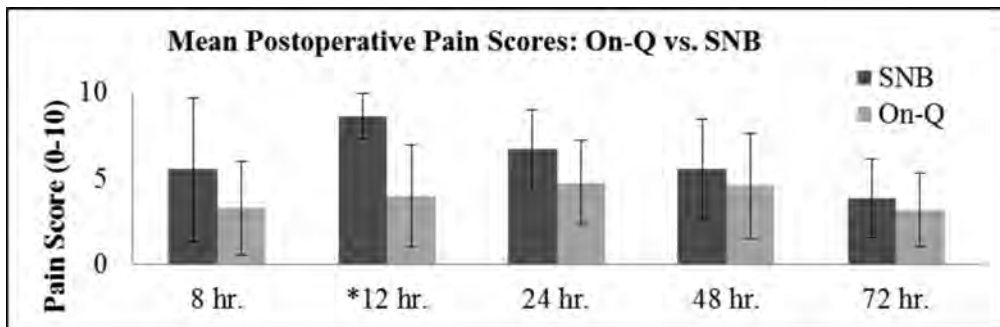 Mean Postoperative Pain Scores: On-Q vs. SNB
SNB
On-Q
Pain Score (0-10)
10
5
0
8 hr.
*12 hr.
24 hr.
48 hr.
72 hr.